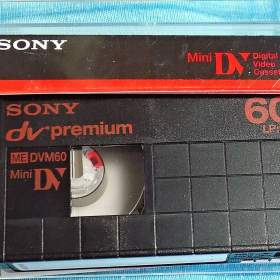 SONY
Mini DV Digital Video Cassette
SONY
dv premium
60
LP:
ME DVM60
Mini DV